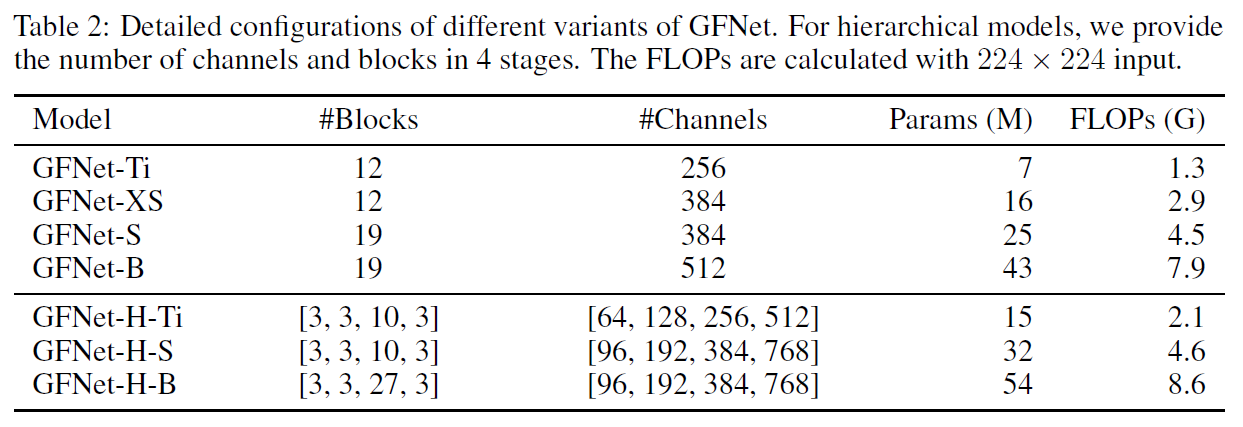 Table 2: Detailed configurations of different variants of GFNet. For hierarchical models, we provide
the number of channels and blocks in 4 stages. The FLOPs are calculated with 224 × 224 input.
Model #Blocks #Channels Params (M) FLOPs (G)
GFNet-Ti 12 256 7 1.3
GFNet-XS 12 384 16 2.9
GFNet-S 19 384 25 4.5
GFNet-B 19 512 43 7.9
GFNet-H-Ti [3, 3, 10, 3] [64, 128, 256, 512] 15 2.1
GFNet-H-S [3, 3, 10, 3] [96, 192, 384, 768] 32 4.6
GFNet-H-B [3, 3, 27, 3] [96, 192, 384, 768] 54 8.6